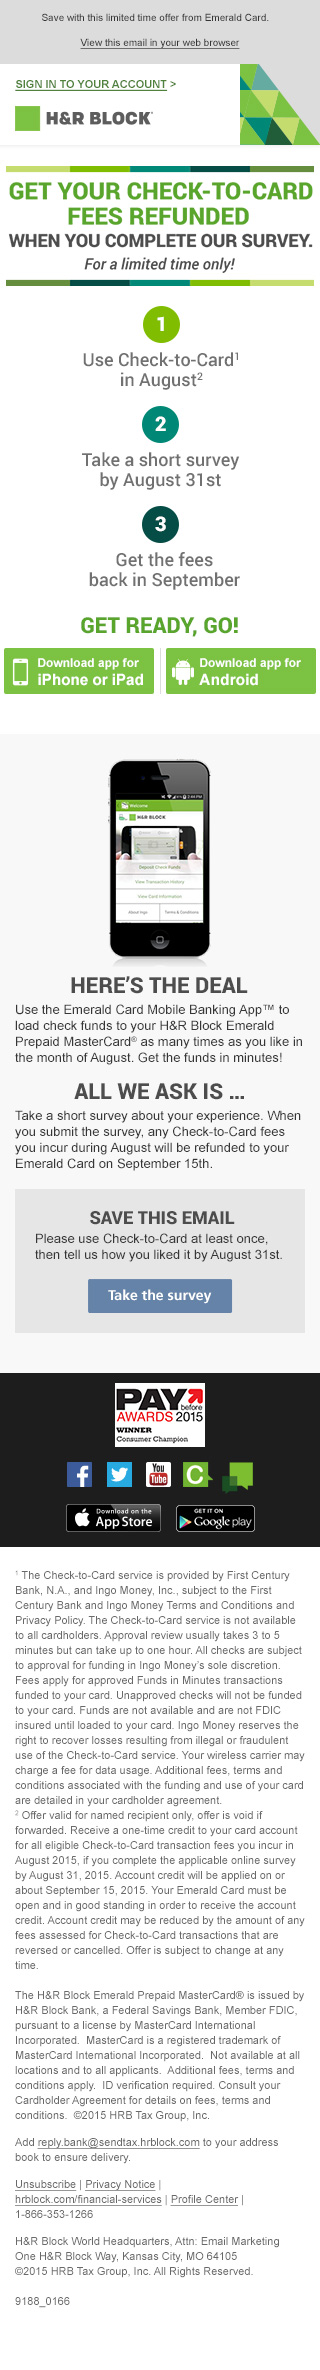 Save with this limited time offer from Emerald Card.
View this email in your web browser
SIGN IN TO YOUR ACCOUNT >
H&R BLOCK®
GET YOUR CHECK-TO-CARD
FEES REFUNDED
WHEN YOU COMPLETE OUR SURVEY.
For a limited time only!
1
Use Check-to-Card¹
in August²
2
Take a short survey
by August 31st
3
Get the fees
back in September
GET READY, GO!
Download app for
iPhone or iPad
Download app for
Android
Welcome
H&R BLOCK
Deposit Check Funds
View Transaction History
View Card Information
About Ingo
Terms & Conditions
HERE'S THE DEAL
Use the Emerald Card Mobile Banking App™ to
load check funds to your H&R Block Emerald
Prepaid MasterCard® as many times as you like in
the month of August. Get the funds in minutes!
ALL WE ASK IS ...
Take a short survey about your experience. When
you submit the survey, any Check-to-Card fees
you incur during August will be refunded to your
Emerald Card on September 15th.
SAVE THIS EMAIL
Please use Check-to-Card at least once,
then tell us how you liked it by August 31st.
Take the survey
PAY before
AWARDS 2015
WINNER
Consumer Champion
f
You Tube
C
Download on the
App Store
GET IT ON
Google play
¹ The Check-to-Card service is provided by First Century
Bank, N.A., and Ingo Money, Inc., subject to the First
Century Bank and Ingo Money Terms and Conditions and
Privacy Policy. The Check-to-Card service is not available
to all cardholders. Approval review usually takes 3 to 5
minutes but can take up to one hour. All checks are subject
to approval for funding in Ingo Money's sole discretion.
Fees apply for approved Funds in Minutes transactions
funded to your card. Unapproved checks will not be funded
to your card. Funds are not available and are not FDIC
insured until loaded to your card. Ingo Money reserves the
right to recover losses resulting from illegal or fraudulent
use of the Check-to-Card service. Your wireless carrier may
charge a fee for data usage. Additional fees, terms and
conditions associated with the funding and use of your card
are detailed in your cardholder agreement.
² Offer valid for named recipient only, offer is void if
forwarded. Receive a one-time credit to your card account
for all eligible Check-to-Card transaction fees you incur in
August 2015, if you complete the applicable online survey
by August 31, 2015. Account credit will be applied on or
about September 15, 2015. Your Emerald Card must be
open and in good standing in order to receive the account
credit. Account credit may be reduced by the amount of any
fees assessed for Check-to-Card transactions that are
reversed or cancelled. Offer is subject to change at any
time.
The H&R Block Emerald Prepaid MasterCard® is issued by
H&R Block Bank, a Federal Savings Bank, Member FDIC,
pursuant to a license by MasterCard International
Incorporated. MasterCard is a registered trademark of
MasterCard International Incorporated. Not available at all
locations and to all applicants. Additional fees, terms and
conditions apply. ID verification required. Consult your
Cardholder Agreement for details on fees, terms and
conditions. ©2015 HRB Tax Group, Inc.
Add reply.bank@sendtax.hrblock.com to your address
book to ensure delivery.
Unsubscribe | Privacy Notice |
hrblock.com/financial-services | Profile Center |
1-866-353-1266
H&R Block World Headquarters, Attn: Email Marketing
One H&R Block Way, Kansas City, MO 64105
©2015 HRB Tax Group, Inc. All Rights Reserved.
9188_0166